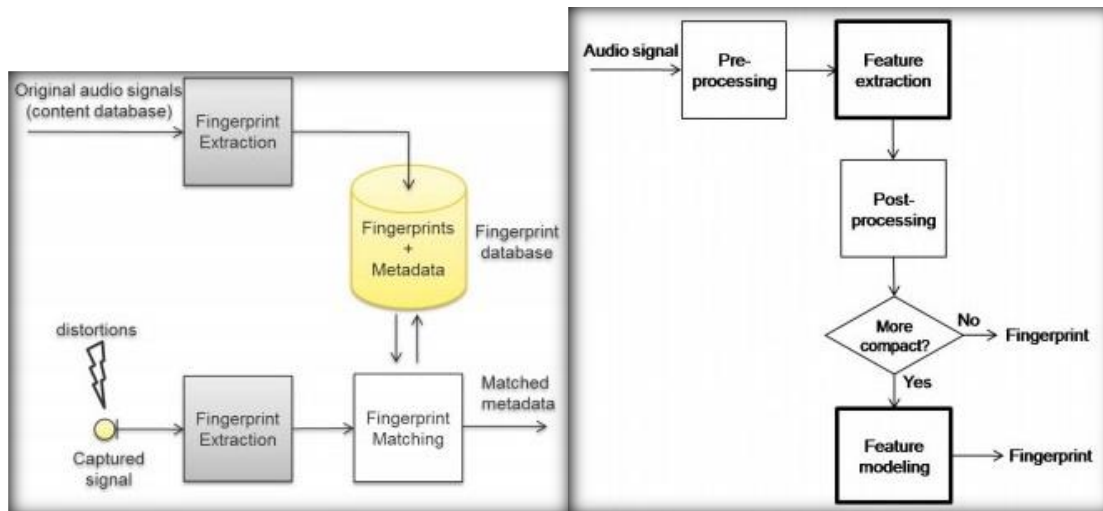 Original audio signals
(content database)
Fingerprint
Extraction
Fingerprints
+
Metadata
Fingerprint
database
distortions
Captured
signal
Fingerprint
Extraction
Fingerprint
Matching
Matched
metadata
Audio signal
Pre-
processing
Feature
extraction
Post-
processing
More
compact?
No
Fingerprint
Yes
Feature
modeling
Fingerprint